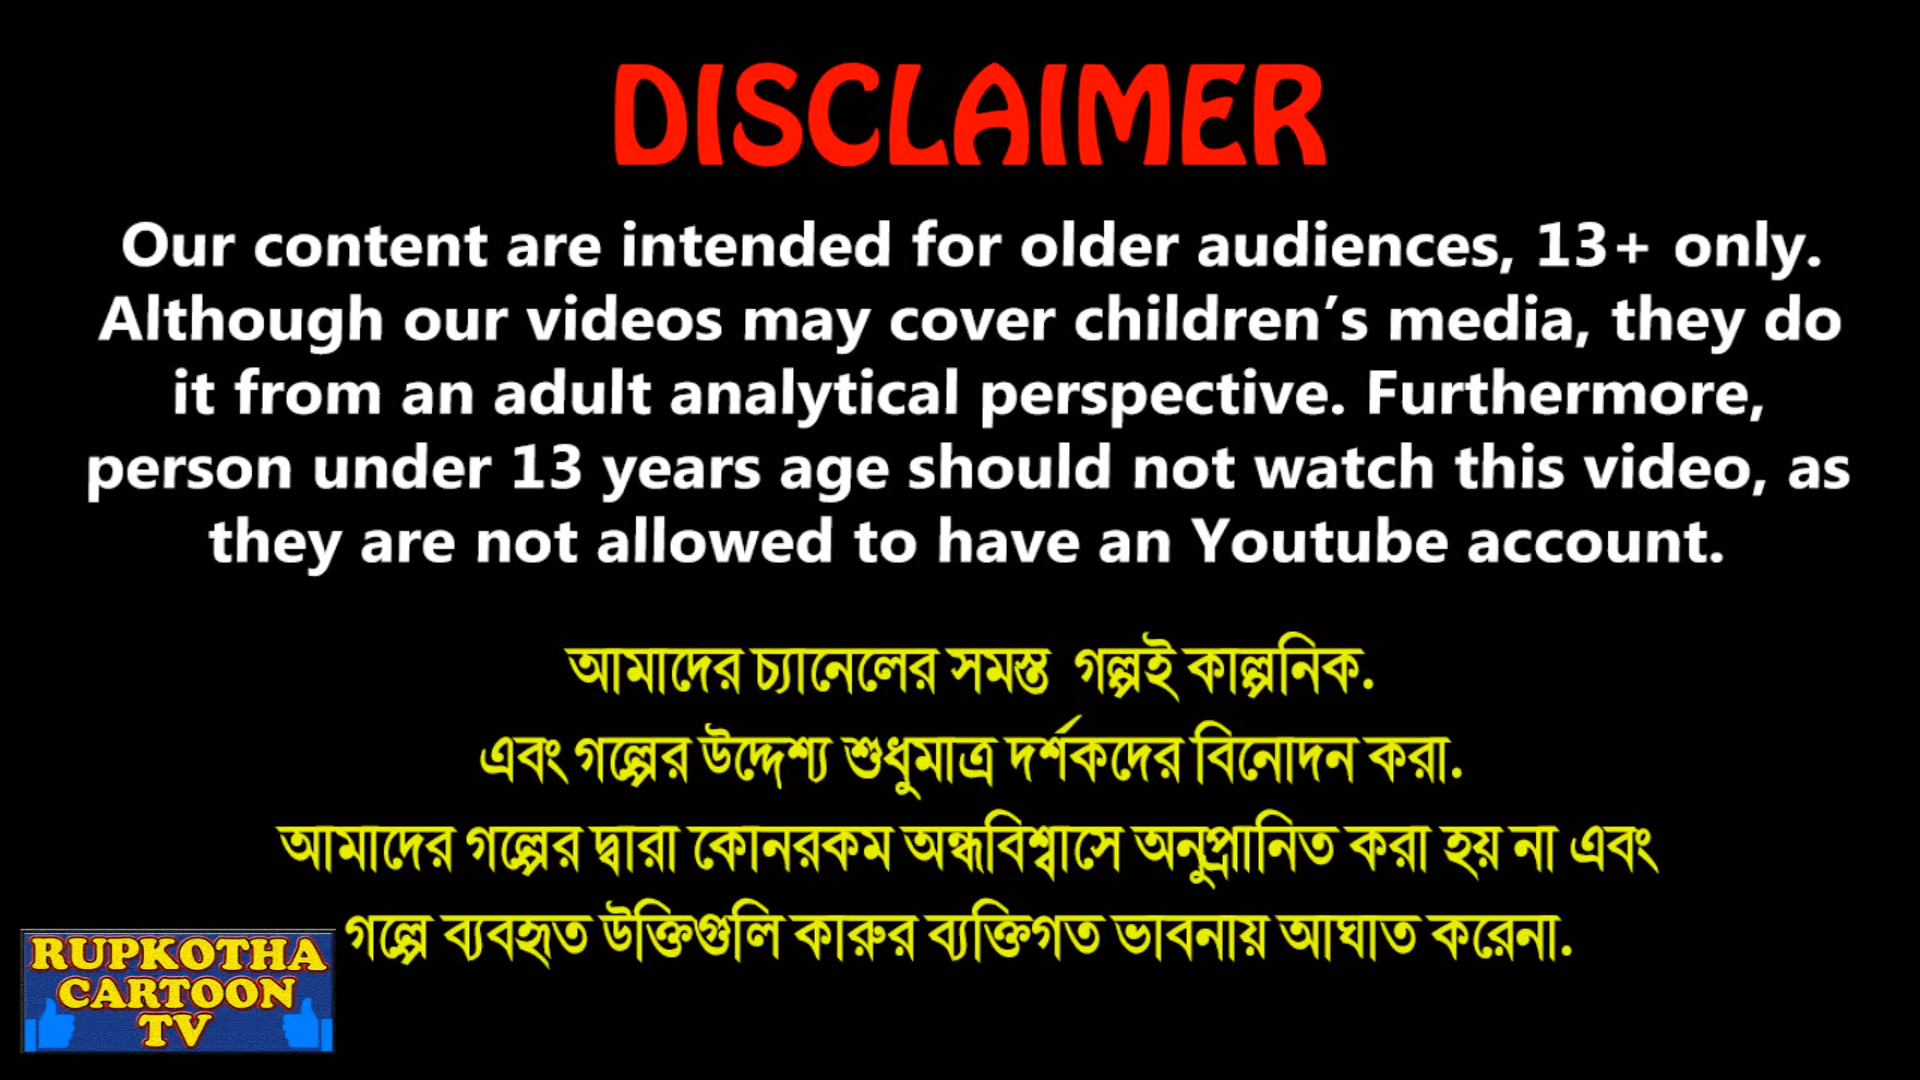 DISCLAIMER
Our content are intended for older audiences, 13+ only.
Although our videos may cover children’s media, they do
it from an adult analytical perspective. Furthermore,
person under 13 years age should not watch this video, as
they are not allowed to have an Youtube account.
আমাদের চ্যানেলের সমস্ত গল্পই কাল্পনিক.
এবং গল্পের উদ্দেশ্য শুধুমাত্র দর্শকদের বিনোদন করা.
আমাদের গল্পের দ্বারা কোনরকম অন্ধবিশ্বাসে অনুপ্রানিত করা হয় না এবং
গল্পে ব্যবহৃত উক্তিগুলি কারুর ব্যক্তিগত ভাবনায় আঘাত করেনা.
RUPKOTHA
CARTOON
TV